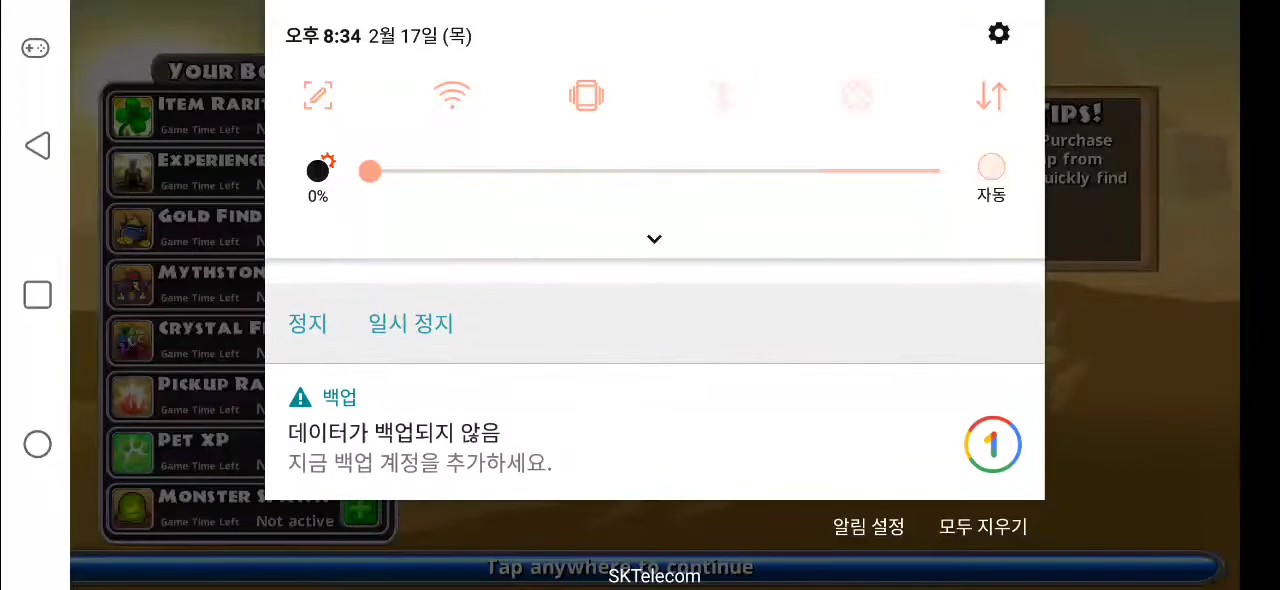 오후 8:34 2월 17일 (목)
0%
자동
정지 일시 정지
백업
데이터가 백업되지 않음
지금 백업 계정을 추가하세요.
알림 설정 모두 지우기
SKTelecom
YOUR BO
ITEM RARI
Game Time Left N
EXPERIENCE
Game Time Left N
GOLD FIND
Game Time Left N
MYTHSTON
Game Time Left N
CRYSTAL F
Game Time Left N
PICKUP RA
Game Time Left N
PET XP
Game Time Left N
MONSTER S
Game Time Left Not active
TIPS!
Purchase
p from
uickly find
Tap anywhere to continue